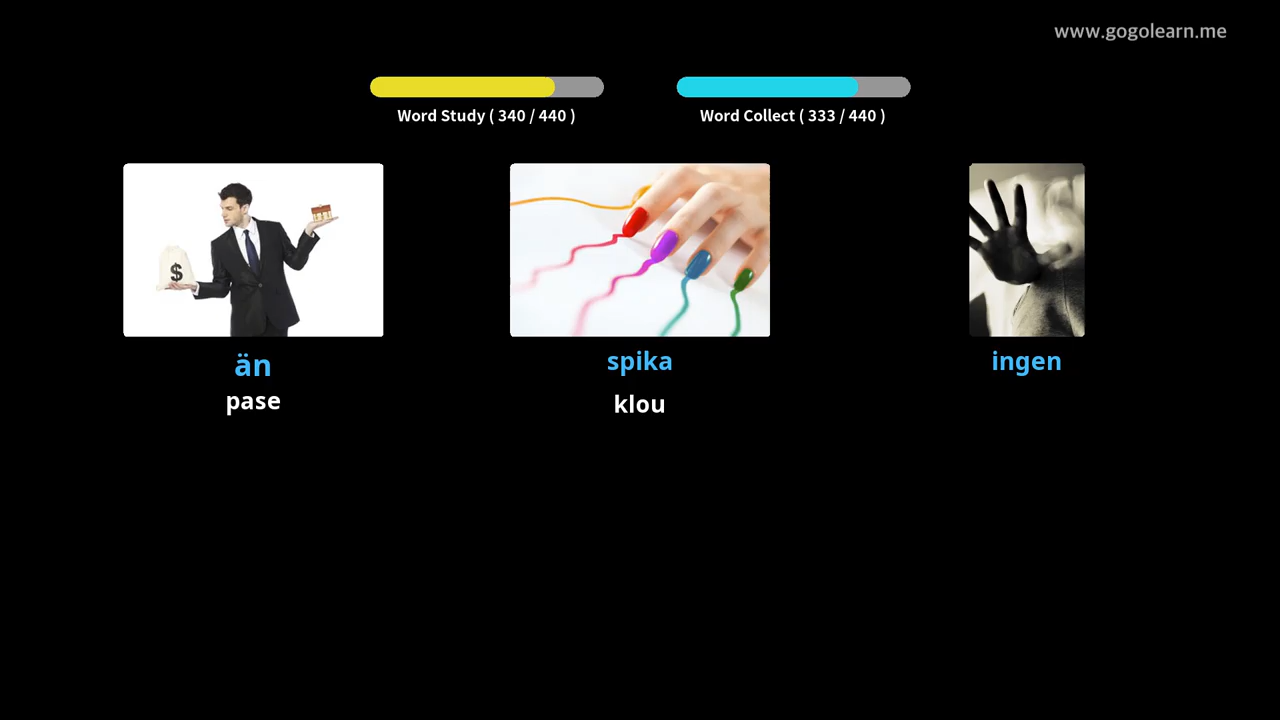 www.gogolearn.me
Word Study ( 340 / 440 )
Word Collect ( 333 / 440 )
$
än
pase
spika
klou
ingen